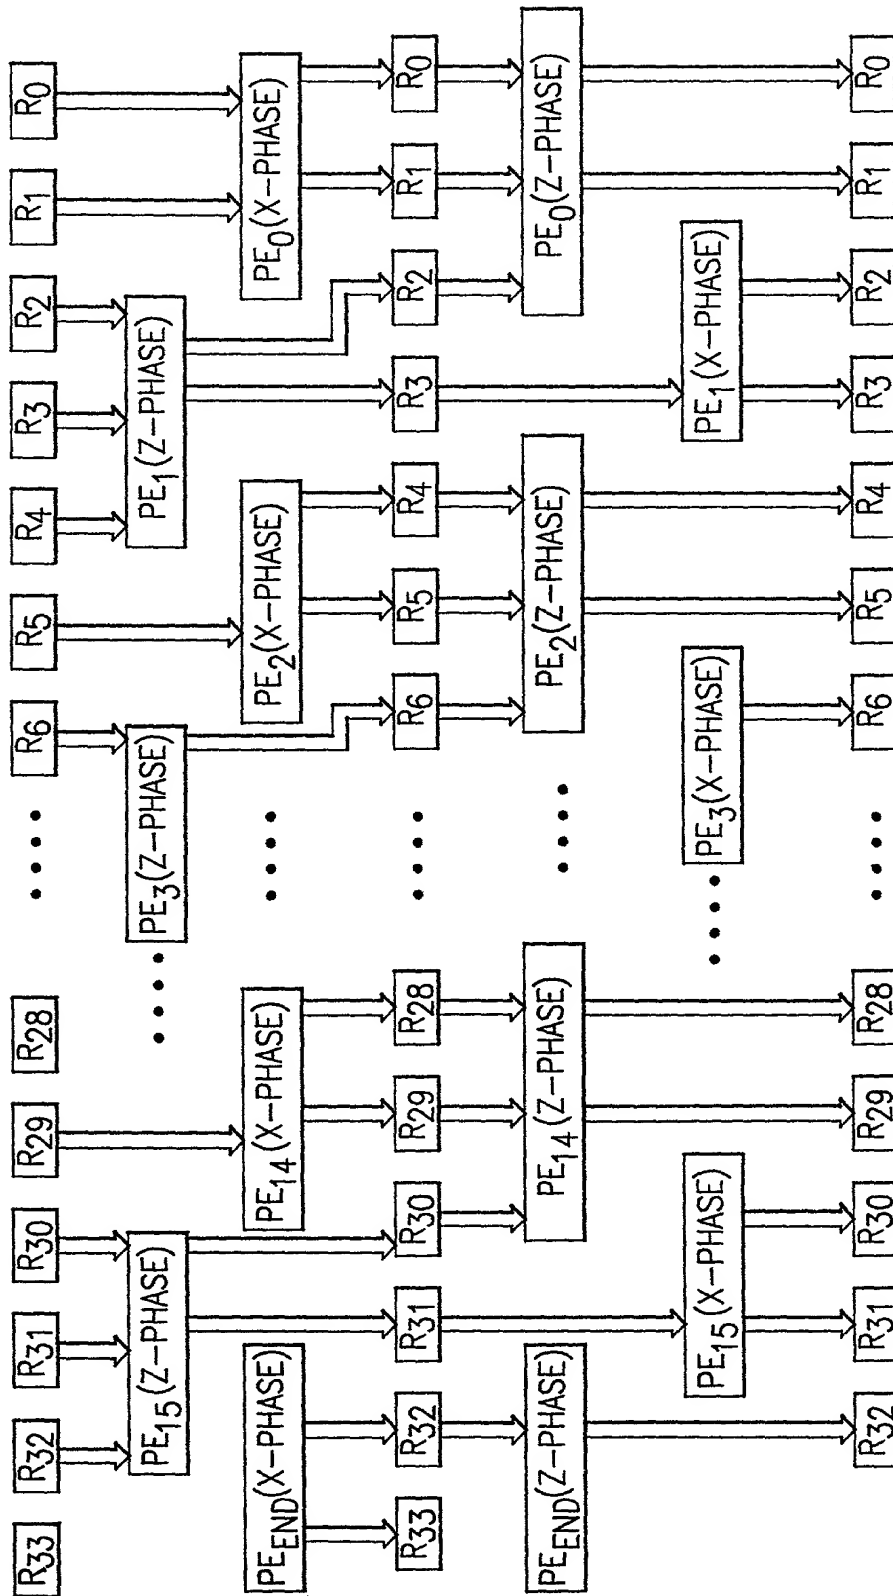 R33 R32 R31 R30 R29 R28 R6 R5 R4 R3 R2 R1 R0
PE15(Z-PHASE) PE3(Z-PHASE) PE1(Z-PHASE)
PEEND(X-PHASE) PE14(X-PHASE) PE2(X-PHASE) PE0(X-PHASE)
R33 R32 R31 R30 R29 R28 R6 R5 R4 R3 R2 R1 R0
PEEND(Z-PHASE) PE14(Z-PHASE) PE2(Z-PHASE) PE0(Z-PHASE)
PE15(X-PHASE) PE3(X-PHASE) PE1(X-PHASE)
R32 R31 R30 R29 R28 R6 R5 R4 R3 R2 R1 R0